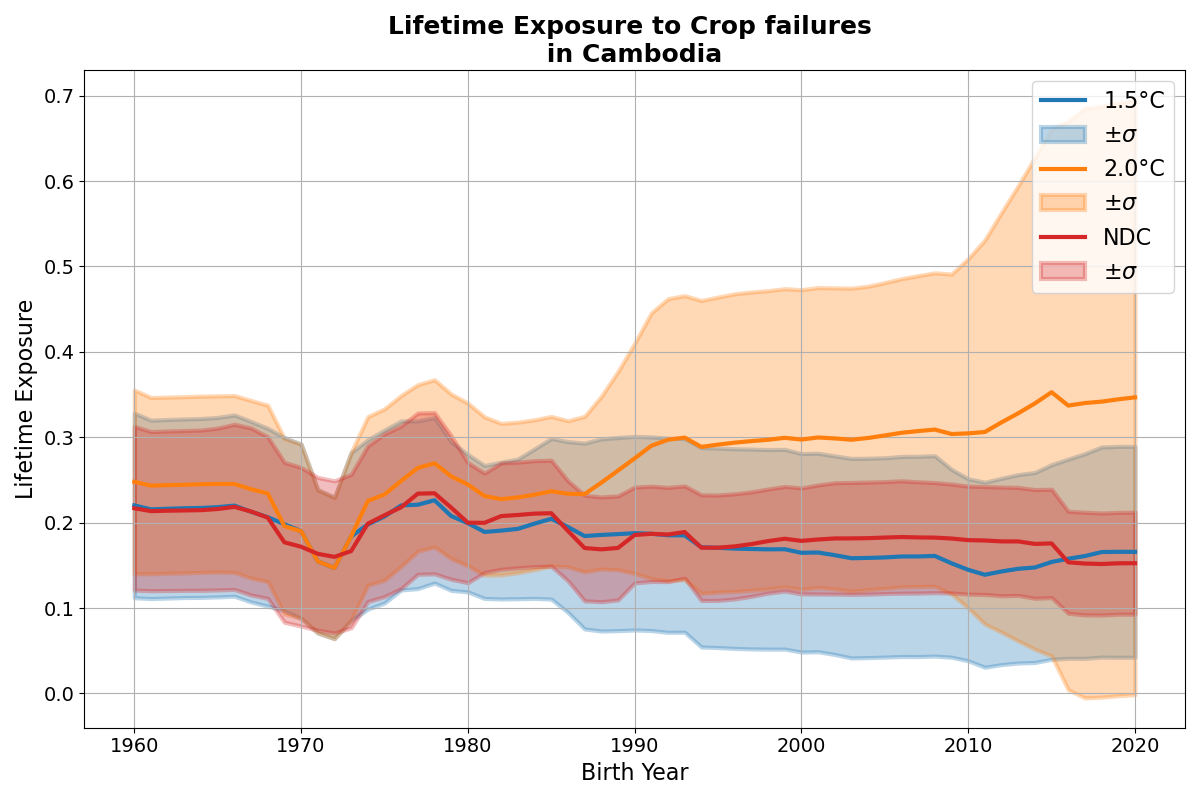 Lifetime Exposure to Crop failures
in Cambodia
1.5°C
±σ
2.0°C
±σ
NDC
±σ
Lifetime Exposure
0.7
0.6
0.5
0.4
0.3
0.2
0.1
0.0
1960
1970
1980
1990
2000
2010
2020
Birth Year